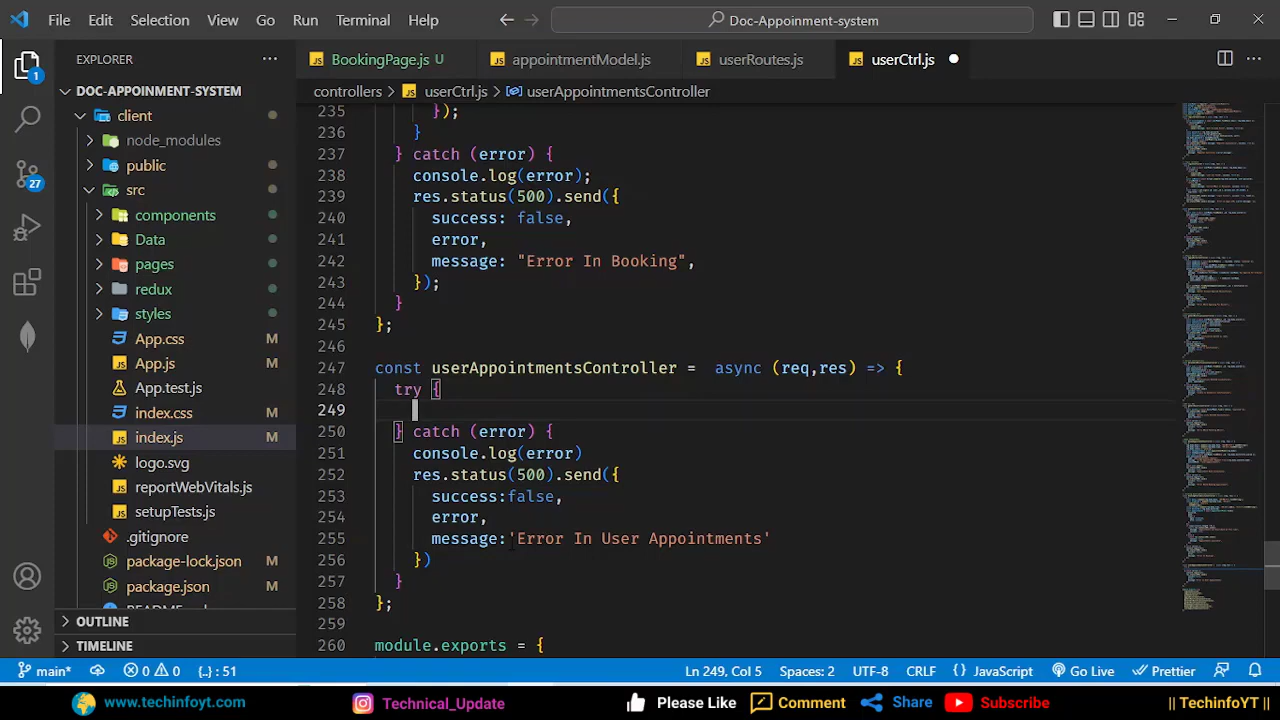 File Edit Selection View Go Run Terminal Help
Doc-Appoinment-system
EXPLORER
DOC-APPOINMENT-SYSTEM
client
node_modules
public
src
components
Data
pages
redux
styles
App.css M
App.js M
App.test.js
index.css M
index.js M
logo.svg
reportWebVitals.js
setupTests.js
.gitignore
package-lock.json M
package.json M
OUTLINE
TIMELINE
1
27
BookingPage.js U
appointmentModel.js
userRoutes.js
userCtrl.js
controllers > userCtrl.js > userAppointmentsController
235 });
236 }
237 } catch (error) {
238 console.log(error);
239 res.status(500).send({
240 success: false,
241 error,
242 message: "Error In Booking",
243 });
244 }
245 };
246
247 const userAppointmentsController = async (req,res) => {
248 try {
249
250 } catch (error) {
251 console.log(error)
252 res.status(500).send({
253 success:false,
254 error,
255 message:'Error In User Appointments'
256 })
257 }
258 };
259
260 module.exports = {
main* 0 0 {..} : 51 Ln 249, Col 5 Spaces: 2 UTF-8 CRLF {} JavaScript Go Live Prettier
www.techinfoyt.com Technical_Update Please Like Comment Share Subscribe || TechinfoYT ||